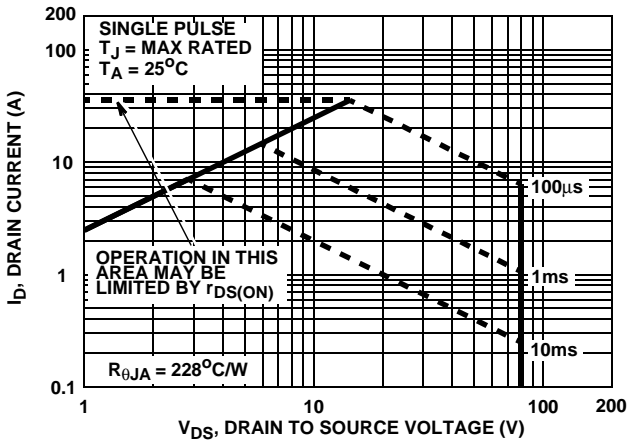 200
100
10
1
0.1
I_D, DRAIN CURRENT (A)
SINGLE PULSE
T_J = MAX RATED
T_A = 25°C
100μs
1ms
10ms
OPERATION IN THIS
AREA MAY BE
LIMITED BY r_DS(ON)
R_θJA = 228°C/W
1 10 100 200
V_DS, DRAIN TO SOURCE VOLTAGE (V)